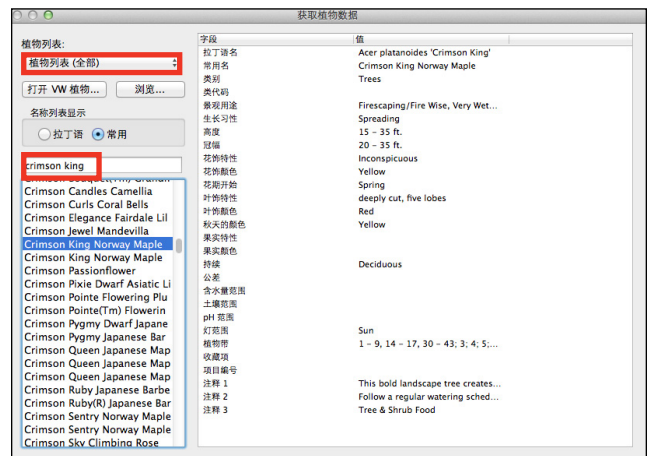 获取植物数据
植物列表:
植物列表 (全部)
打开 VW 植物... 浏览...
名称列表显示
拉丁语 常用
crimson king
Crimson Candles Camellia
Crimson Curls Coral Bells
Crimson Elegance Fairdale Lil
Crimson Jewel Mandevilla
Crimson King Norway Maple
Crimson King Norway Maple
Crimson Passionflower
Crimson Pixie Dwarf Asiatic Li
Crimson Pointe Flowering Plu
Crimson Pointe(Tm) Flowerin
Crimson Pygmy Dwarf Japane
Crimson Pygmy Japanese Bar
Crimson Queen Japanese Map
Crimson Queen Japanese Map
Crimson Queen Japanese Map
Crimson Ruby Japanese Barbe
Crimson Ruby(R) Japanese Bar
Crimson Sentry Norway Maple
Crimson Sentry Norway Maple
Crimson Sky Climbing Rose
字段 值
拉丁语名 Acer platanoides 'Crimson King'
常用名 Crimson King Norway Maple
类别 Trees
类代码
景观用途 Firescaping/Fire Wise, Very Wet...
生长习性 Spreading
高度 15 - 35 ft.
冠幅 20 - 35 ft.
花饰特性 Inconspicuous
花饰颜色 Yellow
花期开始 Spring
叶饰特性 deeply cut, five lobes
叶饰颜色 Red
秋天的颜色 Yellow
果实特性
果实颜色
持续 Deciduous
公差
含水量范围
土壤范围
pH 范围
灯范围 Sun
植物带 1 - 9, 14 - 17, 30 - 43; 3; 4; 5;...
收藏项
项目编号
注释 1 This bold landscape tree creates...
注释 2 Follow a regular watering sched...
注释 3 Tree & Shrub Food